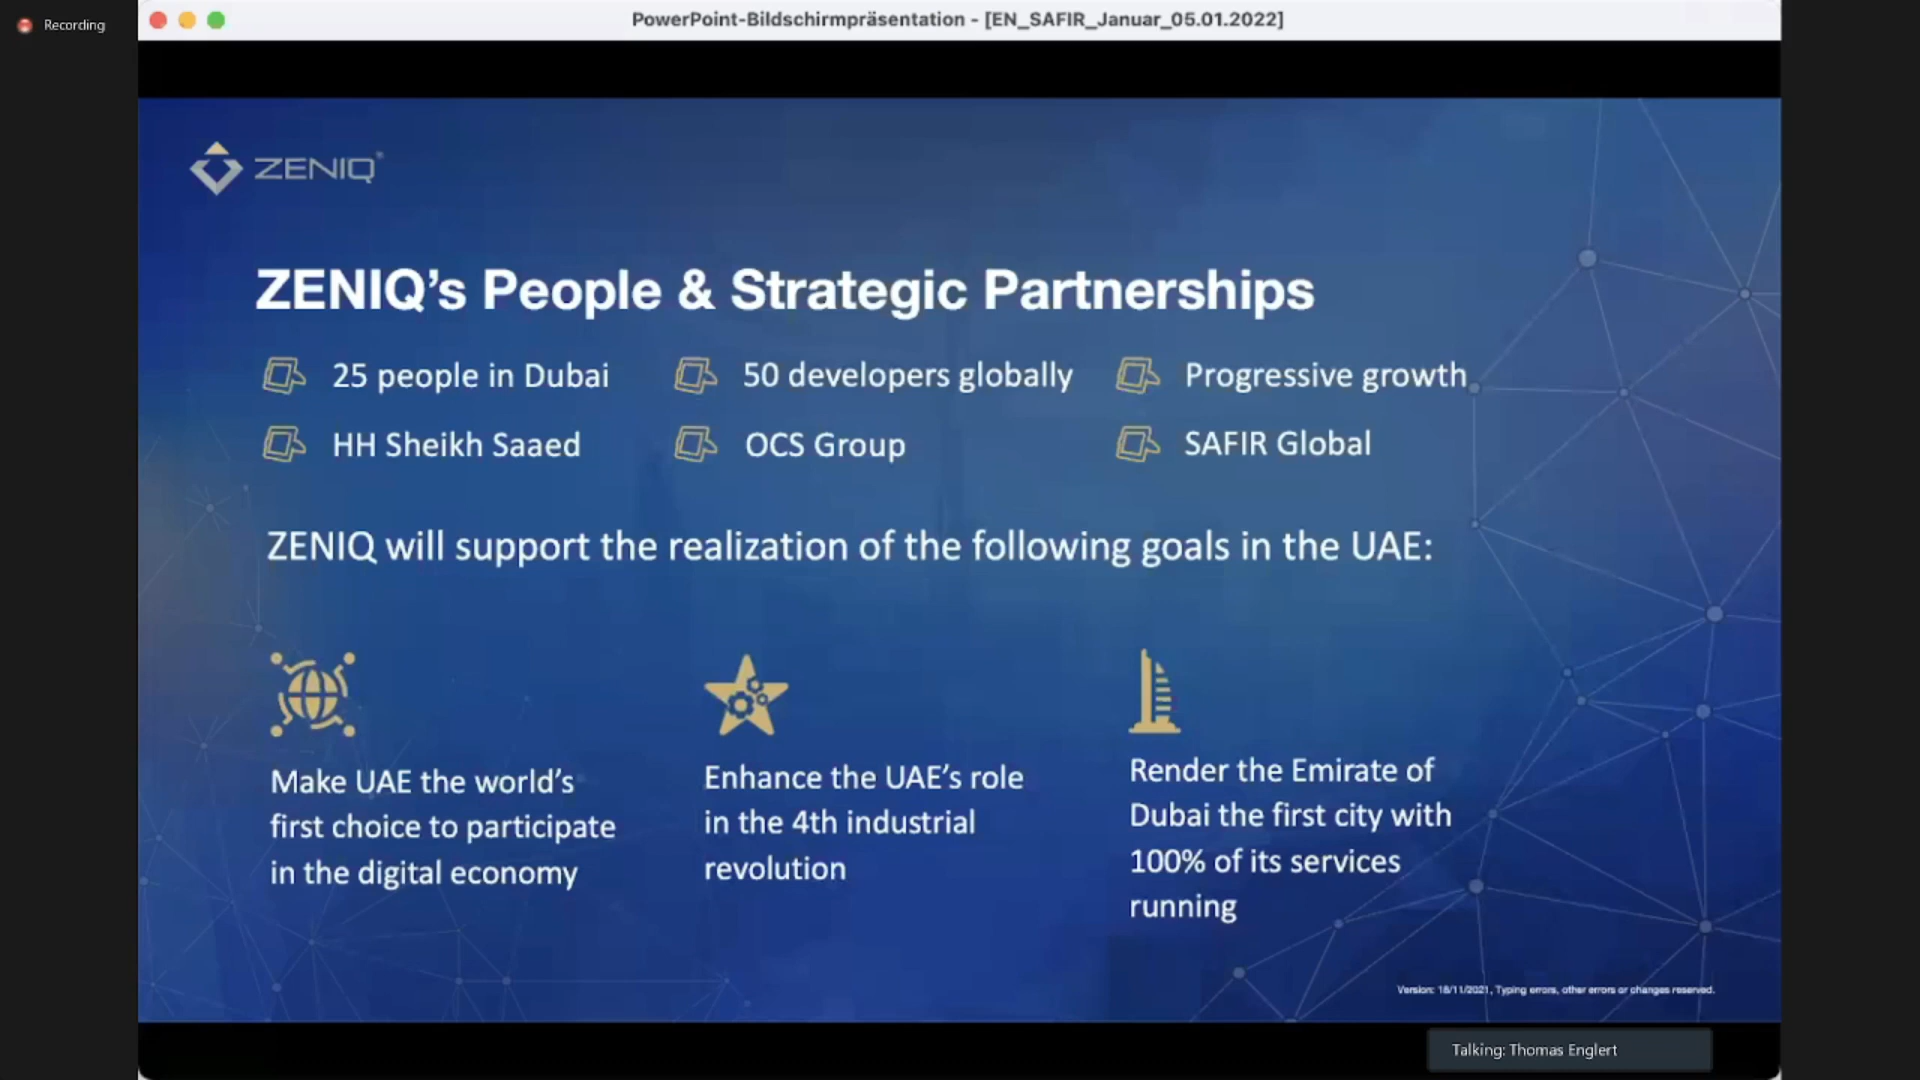 Recording
PowerPoint-Bildschirmpräsentation - [EN_SAFIR_Januar_05.01.2022]
ZENIQ®
ZENIQ’s People & Strategic Partnerships
25 people in Dubai
50 developers globally
Progressive growth
HH Sheikh Saaed
OCS Group
SAFIR Global
ZENIQ will support the realization of the following goals in the UAE:
Make UAE the world’s
first choice to participate
in the digital economy
Enhance the UAE’s role
in the 4th industrial
revolution
Render the Emirate of
Dubai the first city with
100% of its services
running
Version: 18/11/2021, Typing errors, other errors or changes reserved.
Talking: Thomas Englert